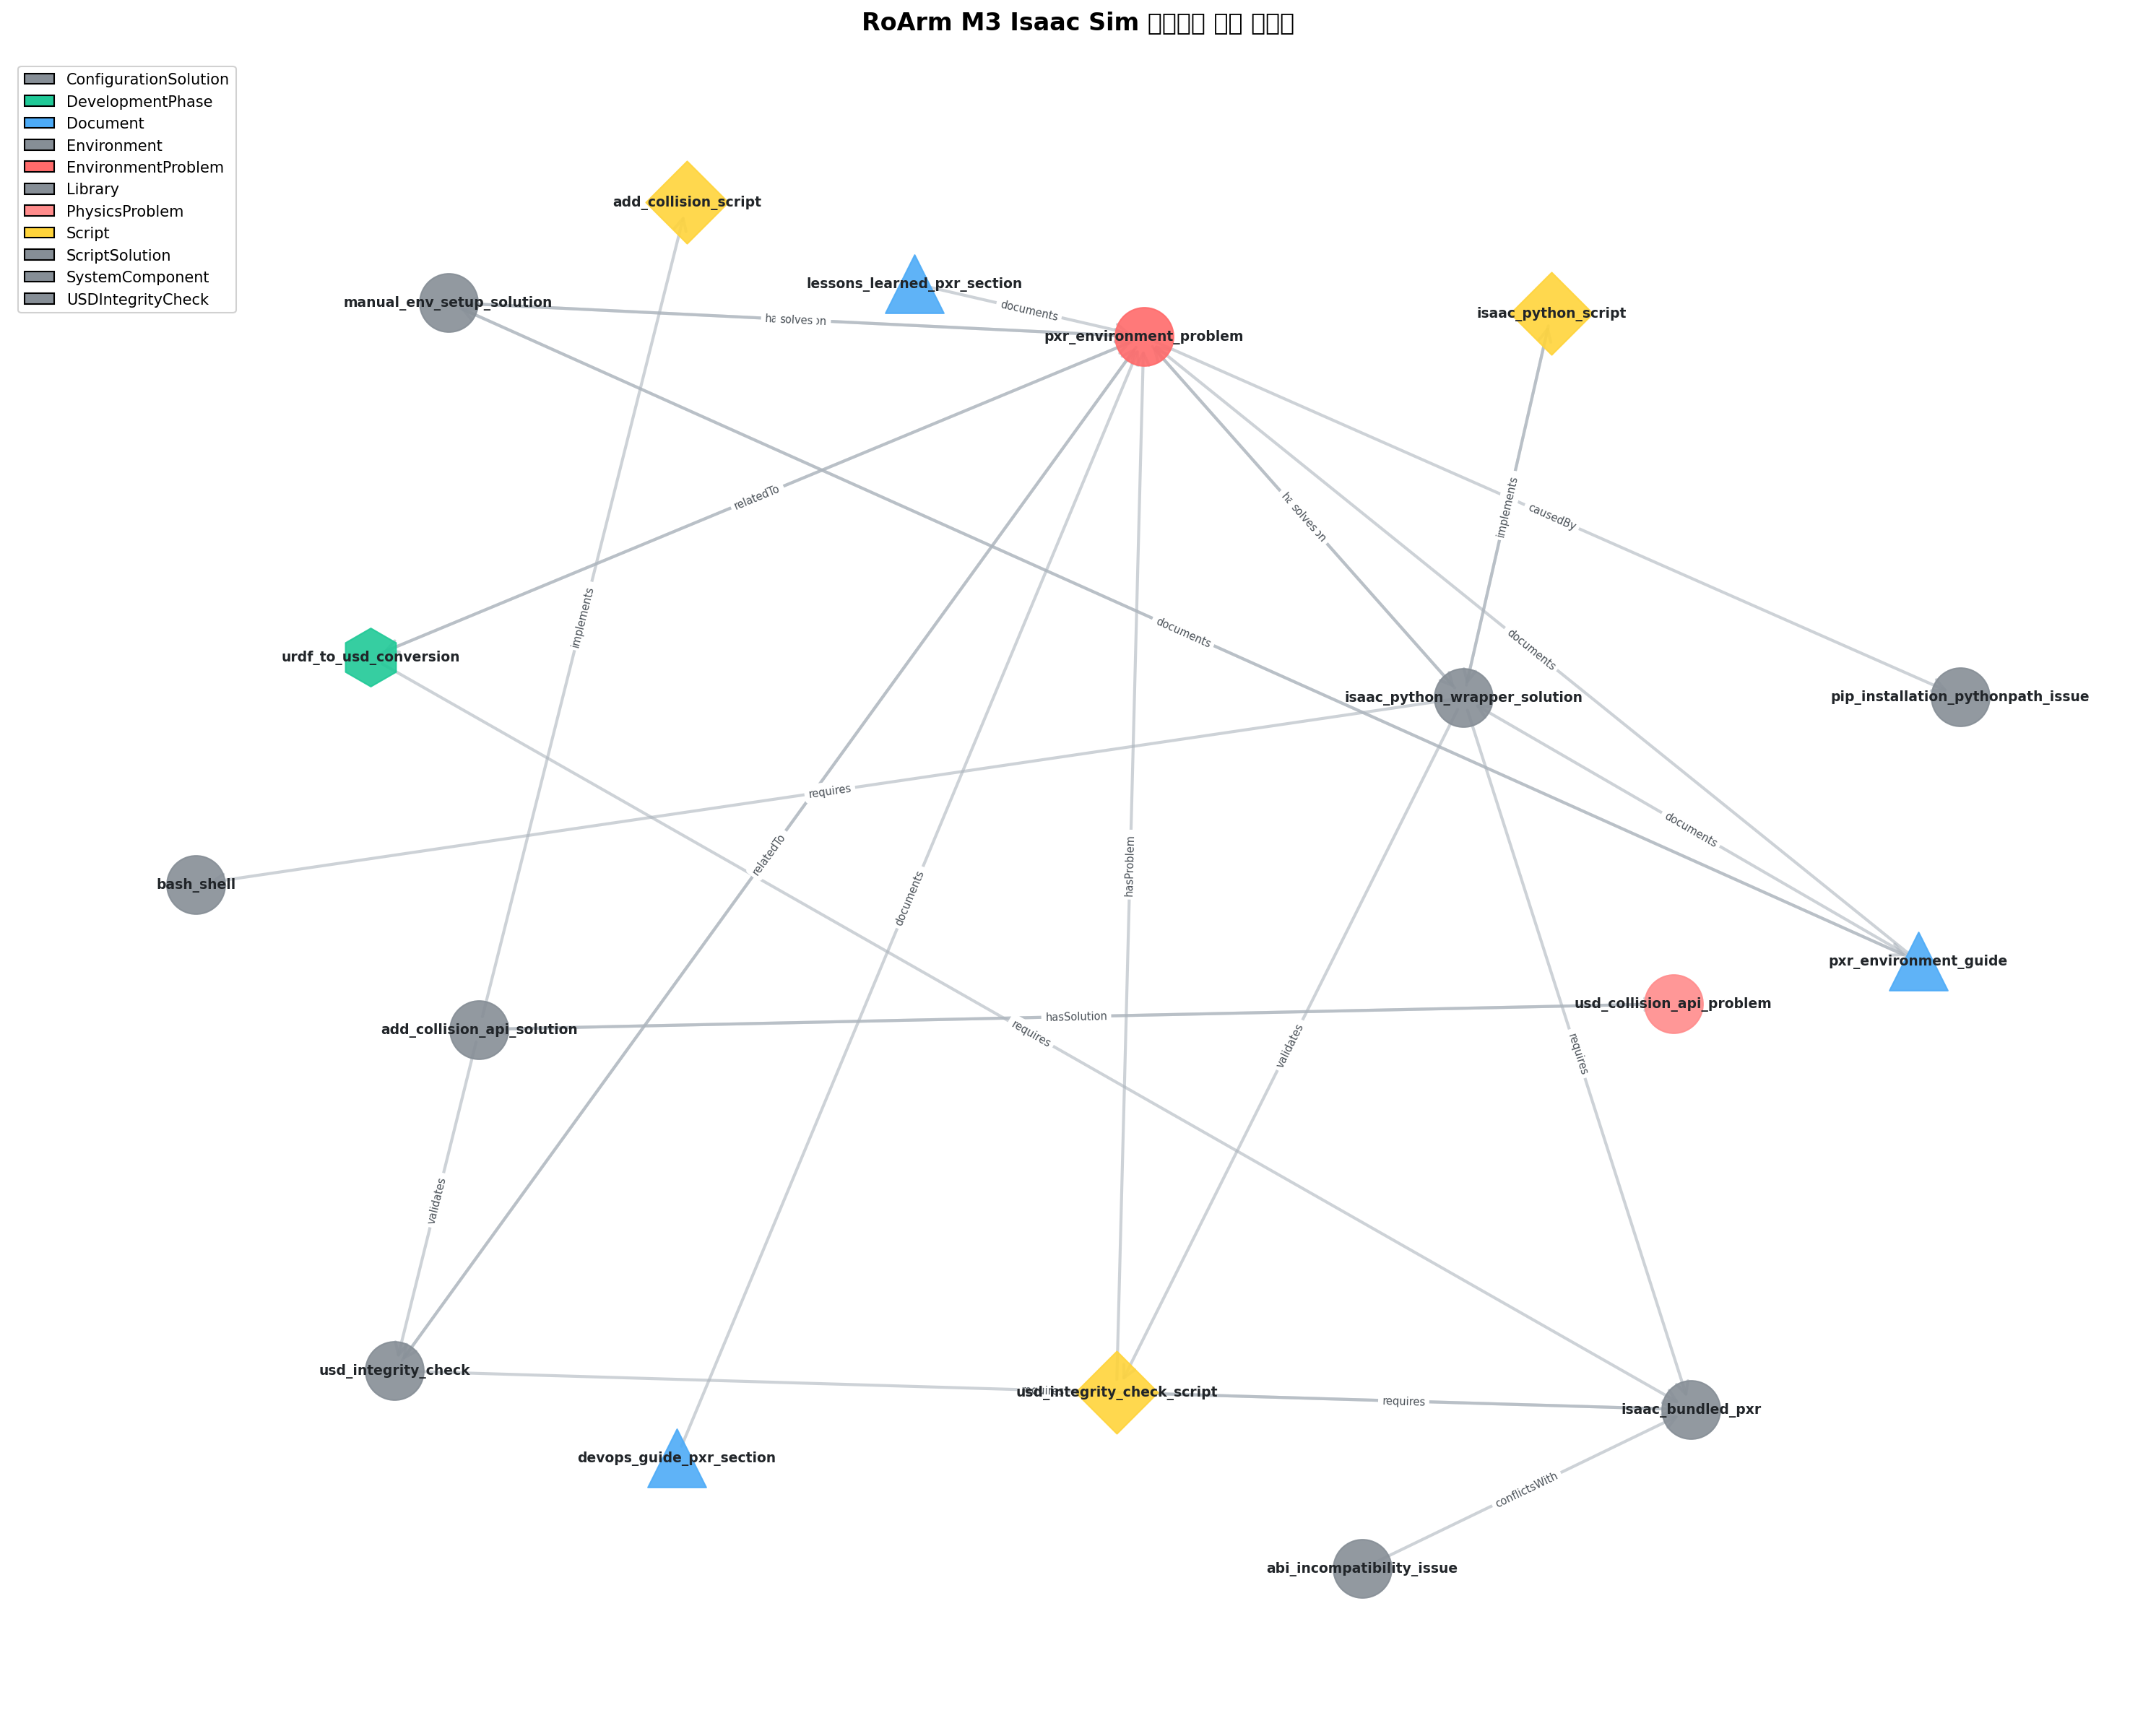 RoArm M3 Isaac Sim
ConfigurationSolution
DevelopmentPhase
Document
Environment
EnvironmentProblem
Library
PhysicsProblem
Script
ScriptSolution
SystemComponent
USDIntegrityCheck
add_collision_script
lessons_learned_pxr_section
manual_env_setup_solution
documents
isaac_python_script
solves
pxr_environment_problem
relatedTo
solves
implements
causedBy
implements
documents
documents
urdf_to_usd_conversion
isaac_python_wrapper_solution
pip_installation_pythonpath_issue
requires
documents
relatedTo
hasProblem
bash_shell
documents
pxr_environment_guide
usd_collision_api_problem
hasSolution
add_collision_api_solution
requires
validates
requires
validates
usd_integrity_check
requires
usd_integrity_check_script
requires
isaac_bundled_pxr
devops_guide_pxr_section
conflictsWith
abi_incompatibility_issue